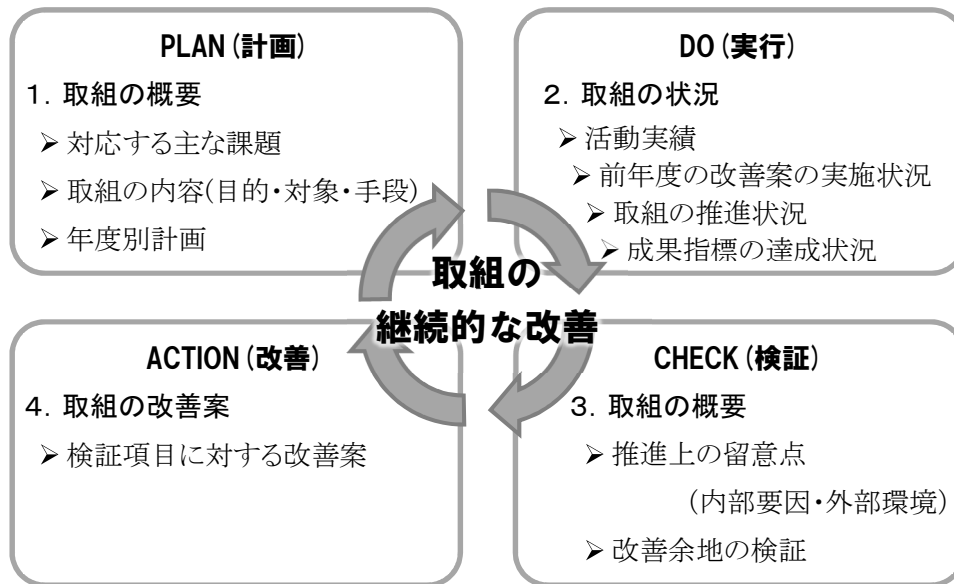 PLAN(計画)
1．取組の概要
➢対応する主な課題
➢取組の内容(目的・対象・手段)
➢年度別計画
DO(実行)
2．取組の状況
➢活動実績
➢前年度の改善案の実施状況
➢取組の推進状況
➢成果指標の達成状況
取組の
継続的な改善
ACTION(改善)
4．取組の改善案
➢検証項目に対する改善案
CHECK(検証)
3．取組の概要
➢推進上の留意点
(内部要因・外部環境)
➢改善余地の検証